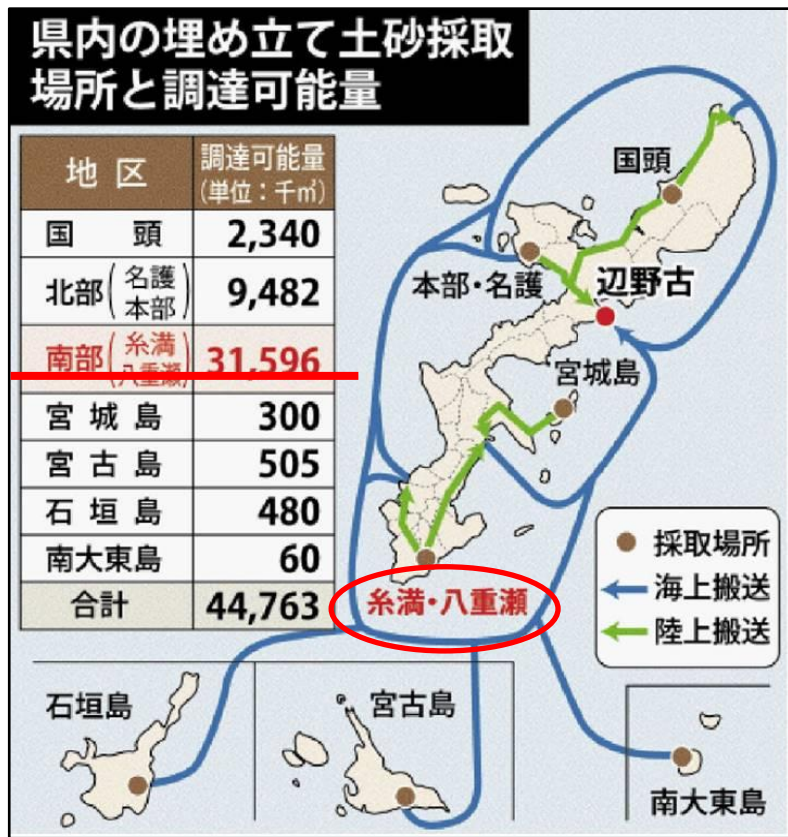 県内の埋め立て土砂採取
場所と調達可能量
地区 調達可能量
(単位:千㎥)
国頭 2,340
北部(名護 本部) 9,482
南部(糸満 八重瀬) 31,596
宮城島 300
宮古島 505
石垣島 480
南大東島 60
合計 44,763
国頭
本部・名護
辺野古
宮城島
糸満・八重瀬
採取場所
海上搬送
陸上搬送
石垣島
宮古島
南大東島